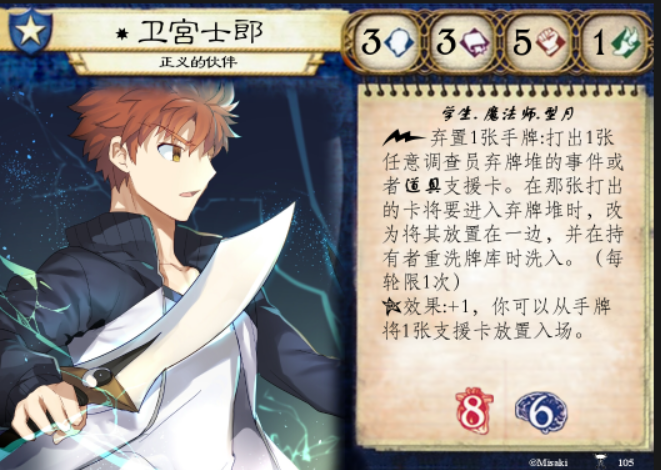 卫宫士郎
正义的伙伴
3 3 5 1
学生.魔法师.型月
弃置1张手牌:打出1张
任意调查员弃牌堆的事件或
者道具支援卡。在那张打出
的卡将要进入弃牌堆时，改
为将其放置在一边，并在持
有者重洗牌库时洗入。（每
轮限1次）
效果:+1，你可以从手牌
将1张支援卡放置入场。
8 6
©Misaki 105